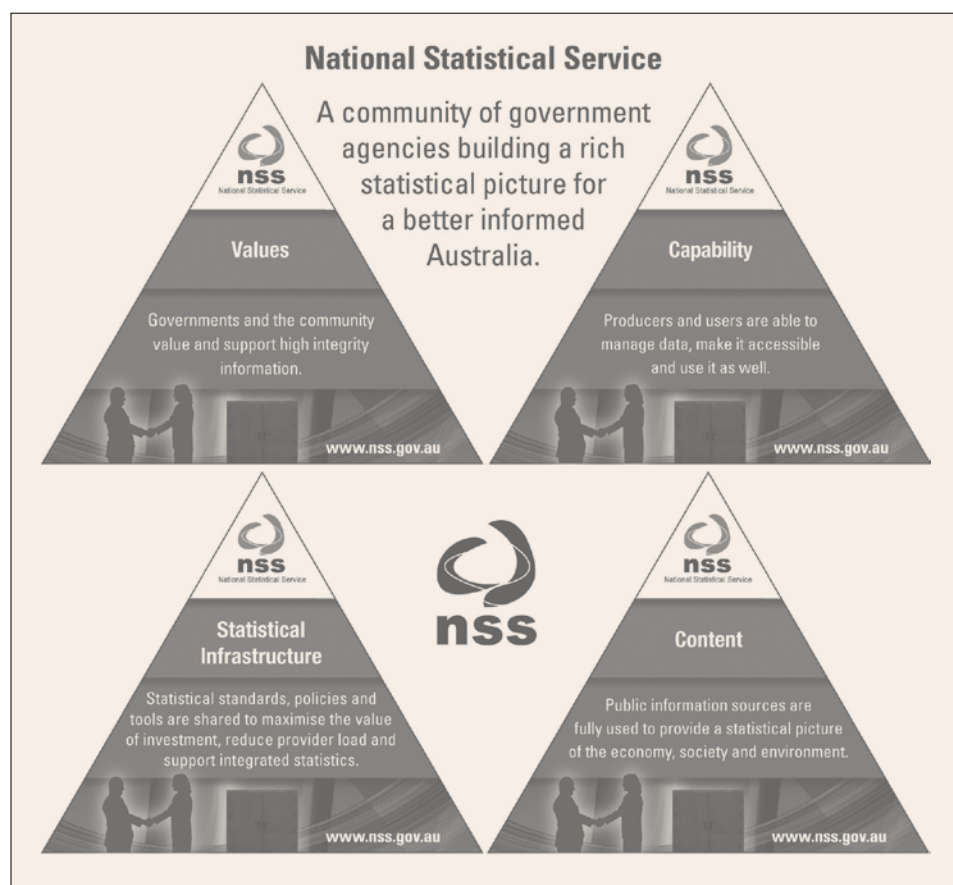 National Statistical Service
A community of government
agencies building a rich
statistical picture for
a better informed
Australia.
nss
National Statistical Service
Values
Governments and the community
value and support high integrity
information.
www.nss.gov.au
nss
National Statistical Service
Capability
Producers and users are able to
manage data, make it accessible
and use it as well.
www.nss.gov.au
nss
National Statistical Service
Statistical
Infrastructure
Statistical standards, policies and
tools are shared to maximise the value
of investment, reduce provider load and
support integrated statistics.
www.nss.gov.au
nss
nss
National Statistical Service
Content
Public information sources are
fully used to provide a statistical picture
of the economy, society and environment.
www.nss.gov.au